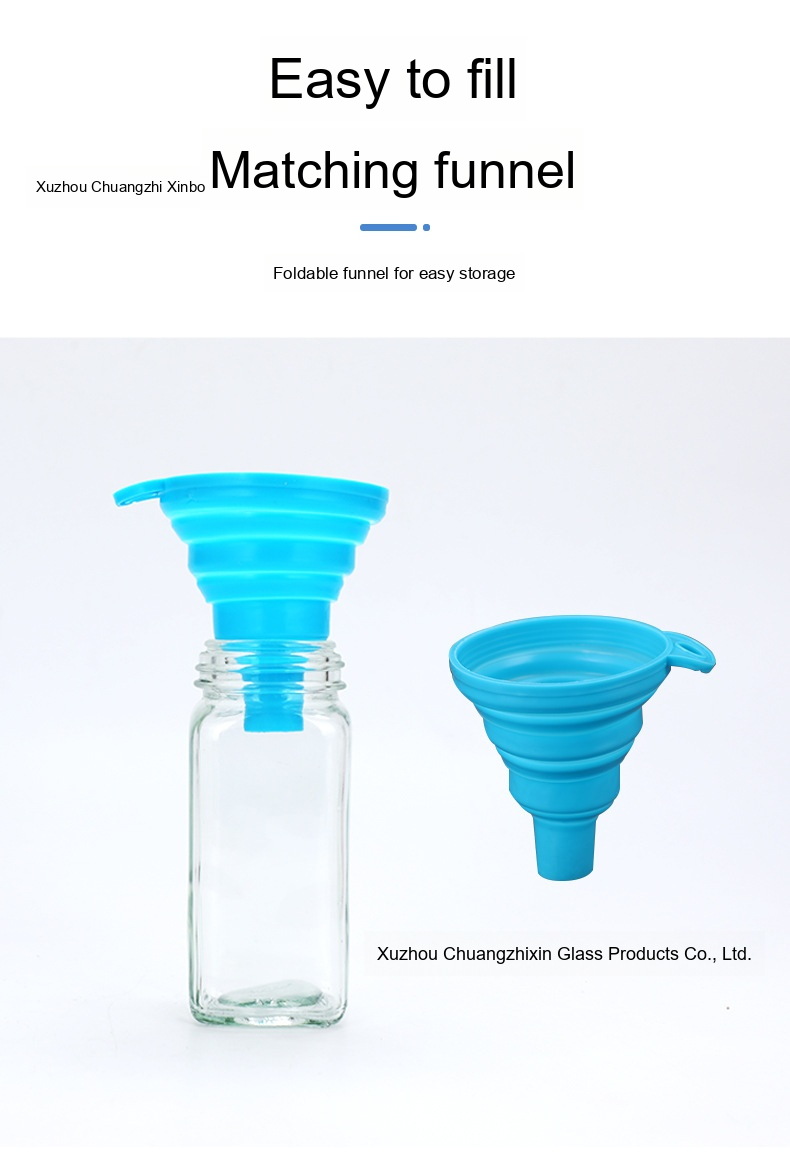 Easy to fill
Xuzhou Chuangzhi Xinbo
Matching funnel
Foldable funnel for easy storage
Xuzhou Chuangzhixin Glass Products Co., Ltd.